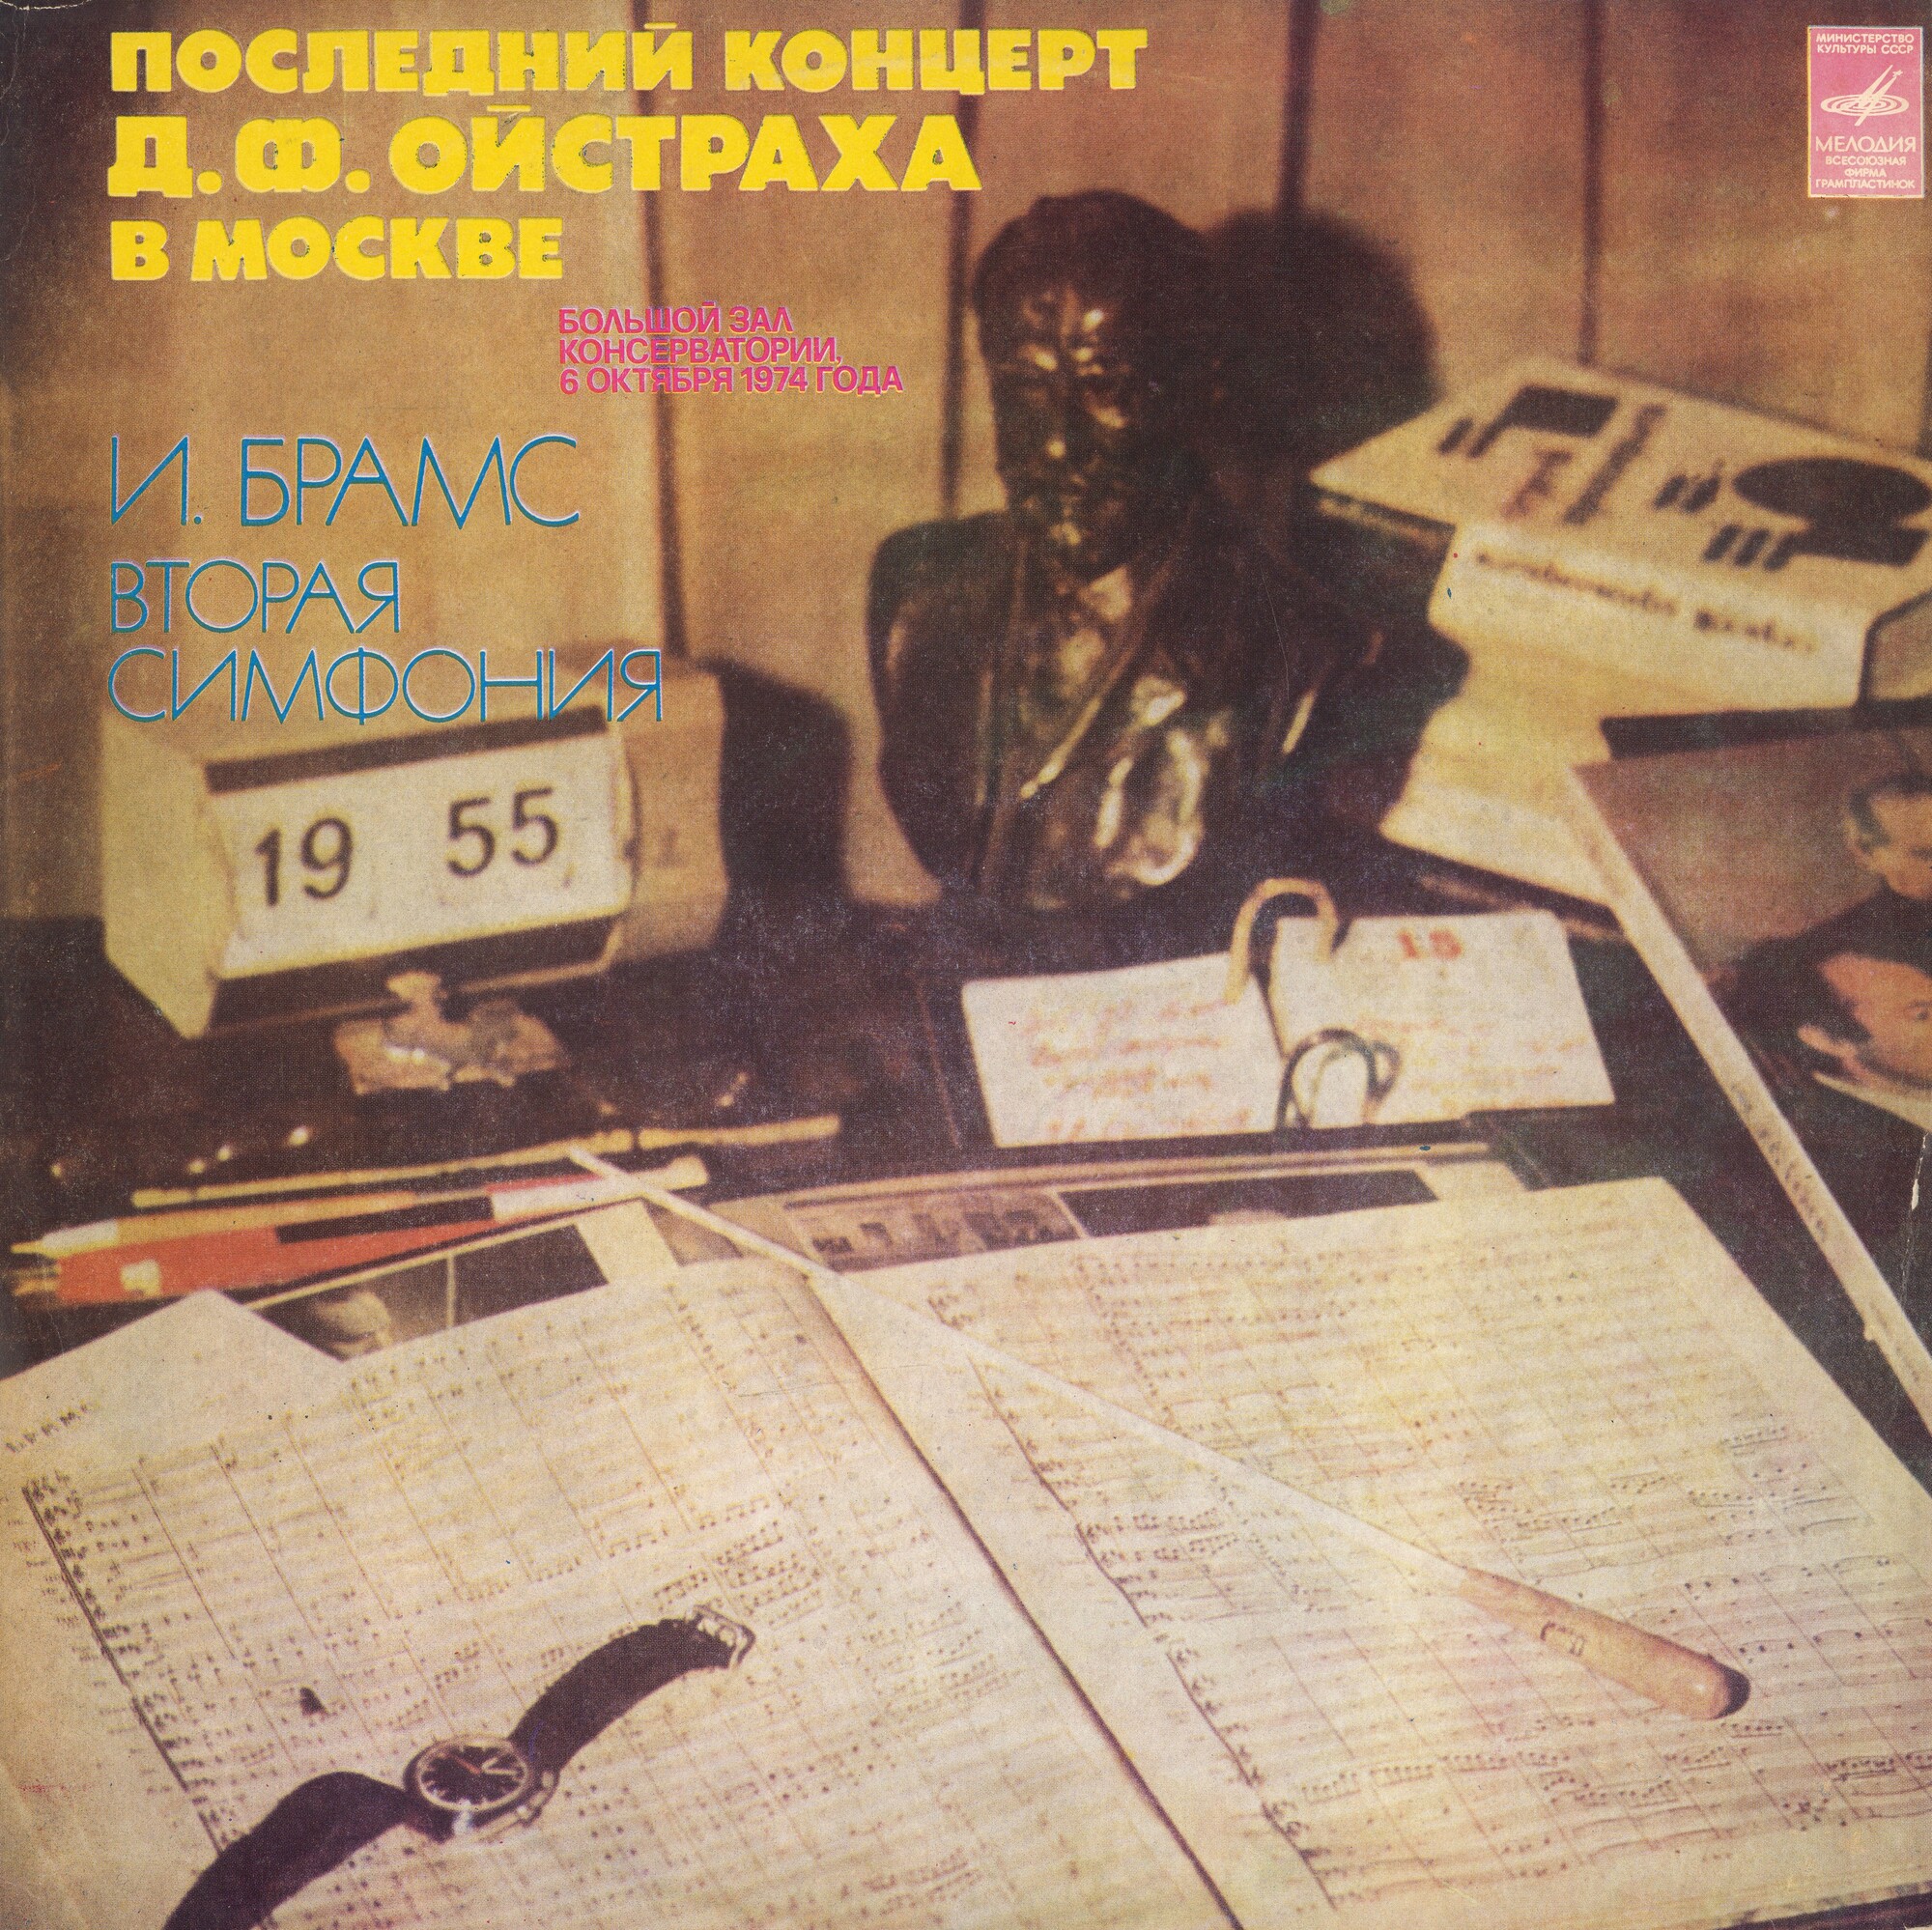 ПОСЛЕДНИЙ КОНЦЕРТ
Д. Ф. ОЙСТРАХА
В МОСКВЕ
БОЛЬШОЙ ЗАЛ
КОНСЕРВАТОРИИ,
6 ОКТЯБРЯ 1974 ГОДА
И. БРАМС
ВТОРАЯ
СИМФОНИЯ
МИНИСТЕРСТВО
КУЛЬТУРЫ СССР
МЕЛОДИЯ
ВСЕСОЮЗНАЯ
ФИРМА
ГРАМПЛАСТИНОК
19 55
15